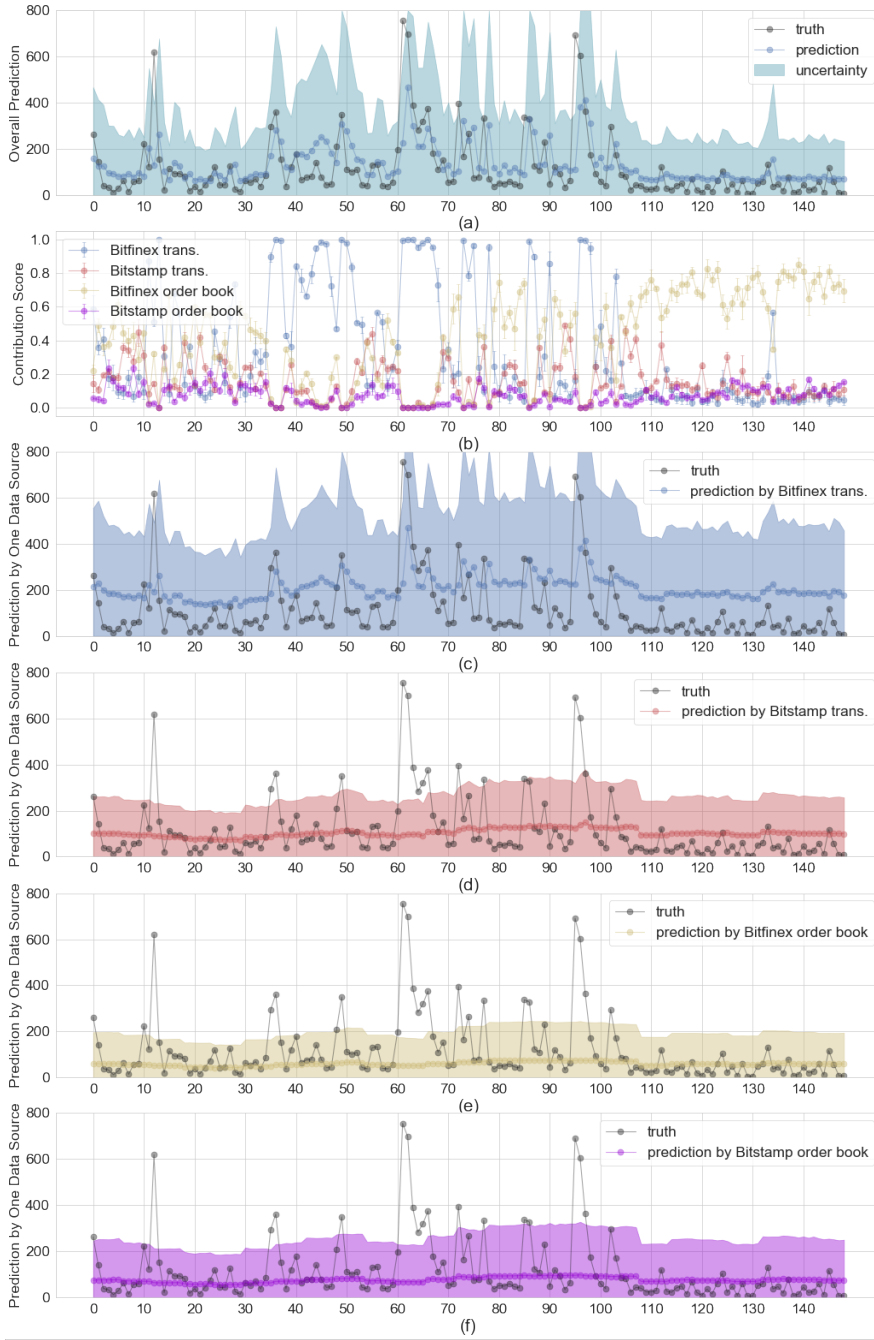 800
600
400
200
0
Overall Prediction
truth
prediction
uncertainty
0 10 20 30 40 50 60 70 80 90 100 110 120 130 140
(a)
1.0
0.8
0.6
0.4
0.2
0.0
Contribution Score
Bitfinex trans.
Bitstamp trans.
Bitfinex order book
Bitstamp order book
0 10 20 30 40 50 60 70 80 90 100 110 120 130 140
(b)
800
600
400
200
0
Prediction by One Data Source
truth
prediction by Bitfinex trans.
0 10 20 30 40 50 60 70 80 90 100 110 120 130 140
(c)
800
600
400
200
0
Prediction by One Data Source
truth
prediction by Bitstamp trans.
0 10 20 30 40 50 60 70 80 90 100 110 120 130 140
(d)
800
600
400
200
0
Prediction by One Data Source
truth
prediction by Bitfinex order book
0 10 20 30 40 50 60 70 80 90 100 110 120 130 140
(e)
800
600
400
200
0
Prediction by One Data Source
truth
prediction by Bitstamp order book
0 10 20 30 40 50 60 70 80 90 100 110 120 130 140
(f)